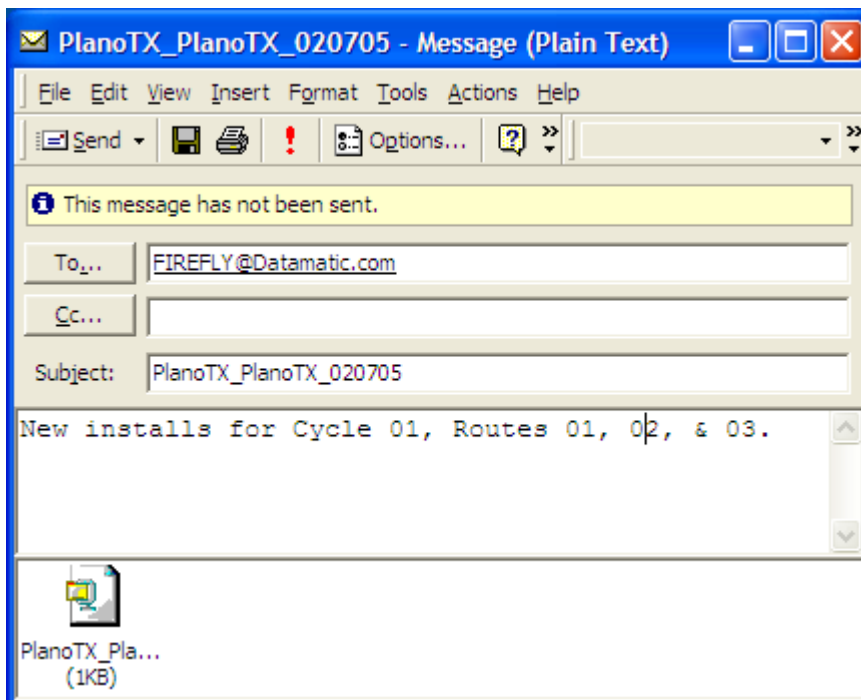 PlanoTX_PlanoTX_020705 - Message (Plain Text)
File Edit View Insert Format Tools Actions Help
Send Options...
This message has not been sent.
To... FIREFLY@Datamatic.com
Cc...
Subject: PlanoTX_PlanoTX_020705
New installs for Cycle 01, Routes 01, 02, & 03.
PlanoTX_Pla...
(1KB)